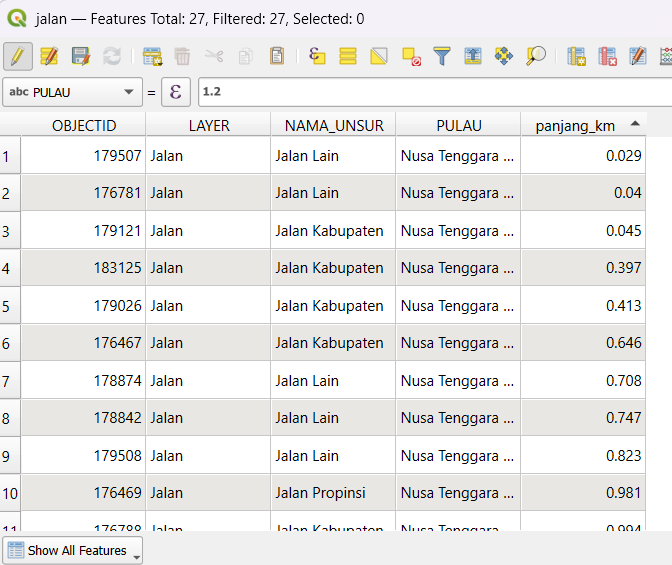 jalan — Features Total: 27, Filtered: 27, Selected: 0
abc PULAU = ε 1.2
OBJECTID LAYER NAMA_UNSUR PULAU panjang_km
1 179507 Jalan Jalan Lain Nusa Tenggara ... 0.029
2 176781 Jalan Jalan Lain Nusa Tenggara ... 0.04
3 179121 Jalan Jalan Kabupaten Nusa Tenggara ... 0.045
4 183125 Jalan Jalan Kabupaten Nusa Tenggara ... 0.397
5 179026 Jalan Jalan Kabupaten Nusa Tenggara ... 0.413
6 176467 Jalan Jalan Kabupaten Nusa Tenggara ... 0.646
7 178874 Jalan Jalan Lain Nusa Tenggara ... 0.708
8 178842 Jalan Jalan Lain Nusa Tenggara ... 0.747
9 179508 Jalan Jalan Lain Nusa Tenggara ... 0.823
10 176469 Jalan Jalan Propinsi Nusa Tenggara ... 0.981
11 176788 Jalan Jalan Kabupaten Nusa Tenggara ... 0.994
Show All Features